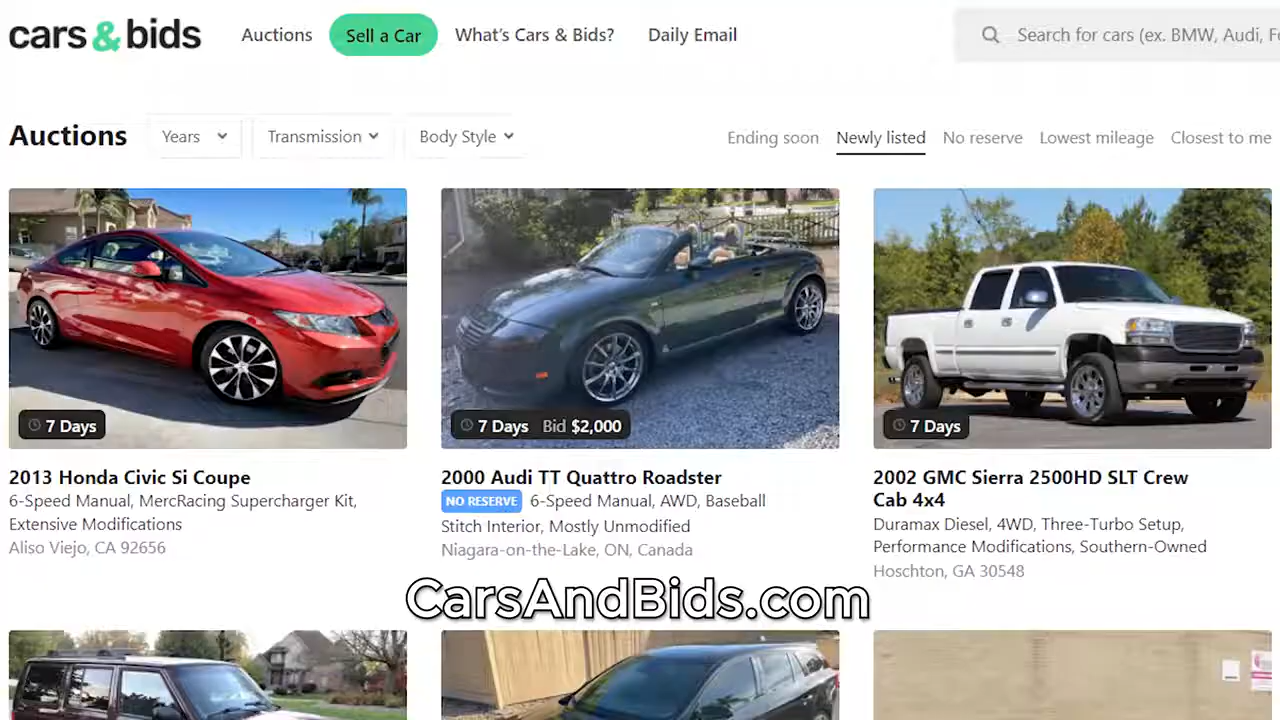 cars & bids
Auctions
Sell a Car
What's Cars & Bids?
Daily Email
Search for cars (ex. BMW, Audi, F
Auctions
Years
Transmission
Body Style
Ending soon
Newly listed
No reserve
Lowest mileage
Closest to me
7 Days
7 Days Bid $2,000
7 Days
2013 Honda Civic Si Coupe
6-Speed Manual, MercRacing Supercharger Kit,
Extensive Modifications
Aliso Viejo, CA 92656
2000 Audi TT Quattro Roadster
NO RESERVE 6-Speed Manual, AWD, Baseball
Stitch Interior, Mostly Unmodified
Niagara-on-the-Lake, ON, Canada
2002 GMC Sierra 2500HD SLT Crew
Cab 4x4
Duramax Diesel, 4WD, Three-Turbo Setup,
Performance Modifications, Southern-Owned
Hoschton, GA 30548
CarsAndBids.com